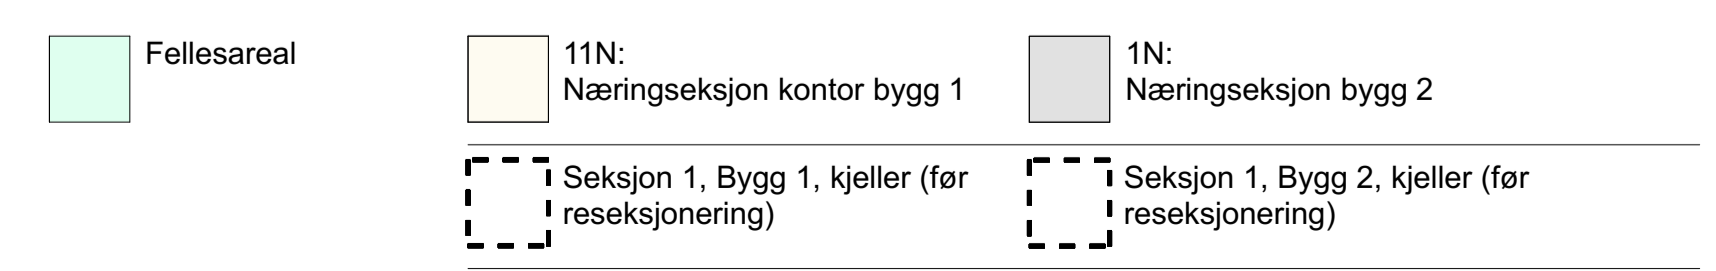 Fellesareal
11N:
Næringseksjon kontor bygg 1
1N:
Næringseksjon bygg 2
Seksjon 1, Bygg 1, kjeller (før
reseksjonering)
Seksjon 1, Bygg 2, kjeller (før
reseksjonering)